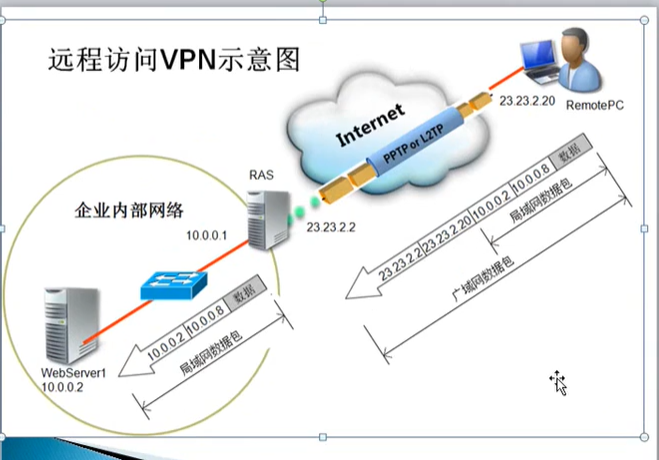 远程访问VPN示意图
Internet
PPTP or L2TP
23.23.2.20
RemotePC
RAS
企业内部网络
10.0.0.1
23.23.2.2
23.23.2.2 23.23.2.20 10.0.0.2 10.0.0.8 数据
局域网数据包
广域网数据包
10.0.0.2 10.0.0.8 数据
局域网数据包
WebServer1
10.0.0.2